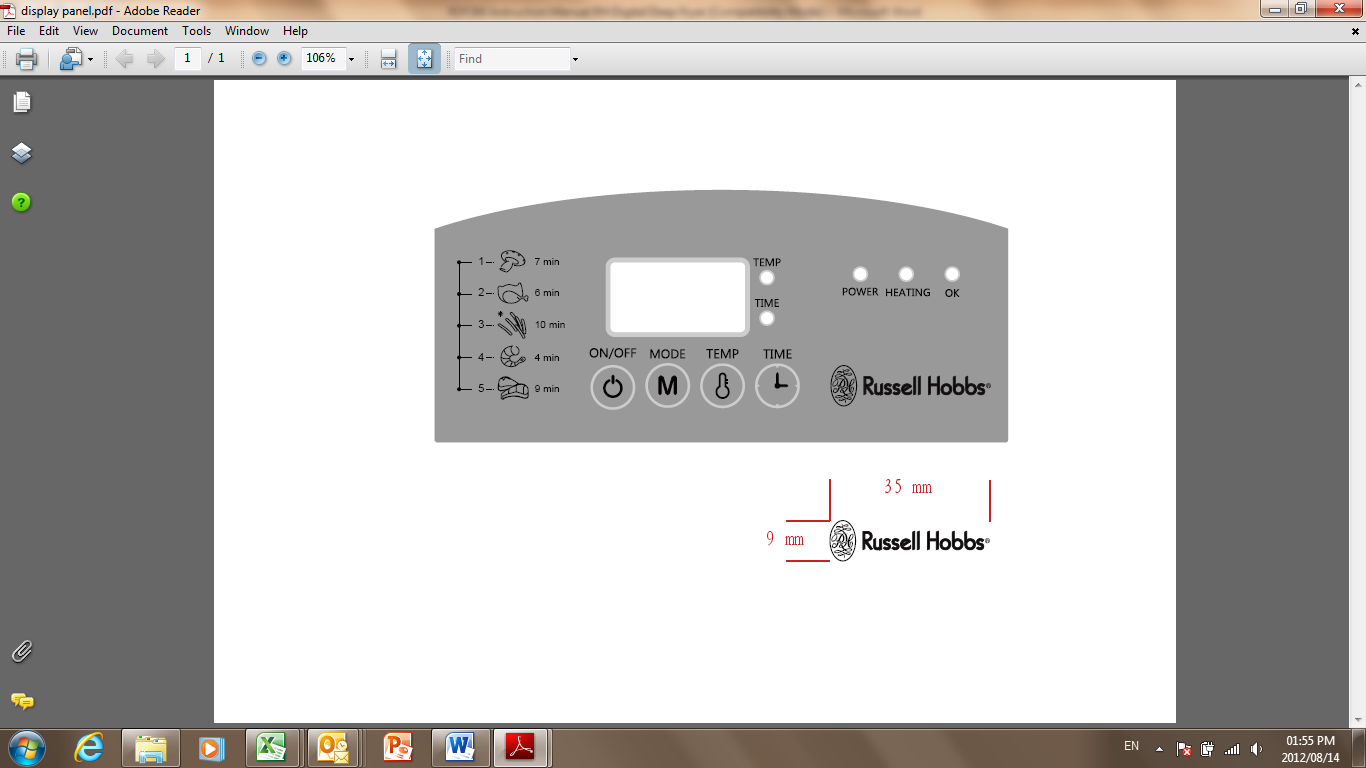 display panel.pdf - Adobe Reader
File Edit View Document Tools Window Help
1 / 1 106% Find
1 7 min
2 6 min
3 * 10 min
4 4 min
5 9 min
TEMP
TIME
POWER HEATING OK
ON/OFF MODE TEMP TIME
M
RH Russell Hobbs®
35 mm
9 mm
RH Russell Hobbs®
EN 01:55 PM
2012/08/14